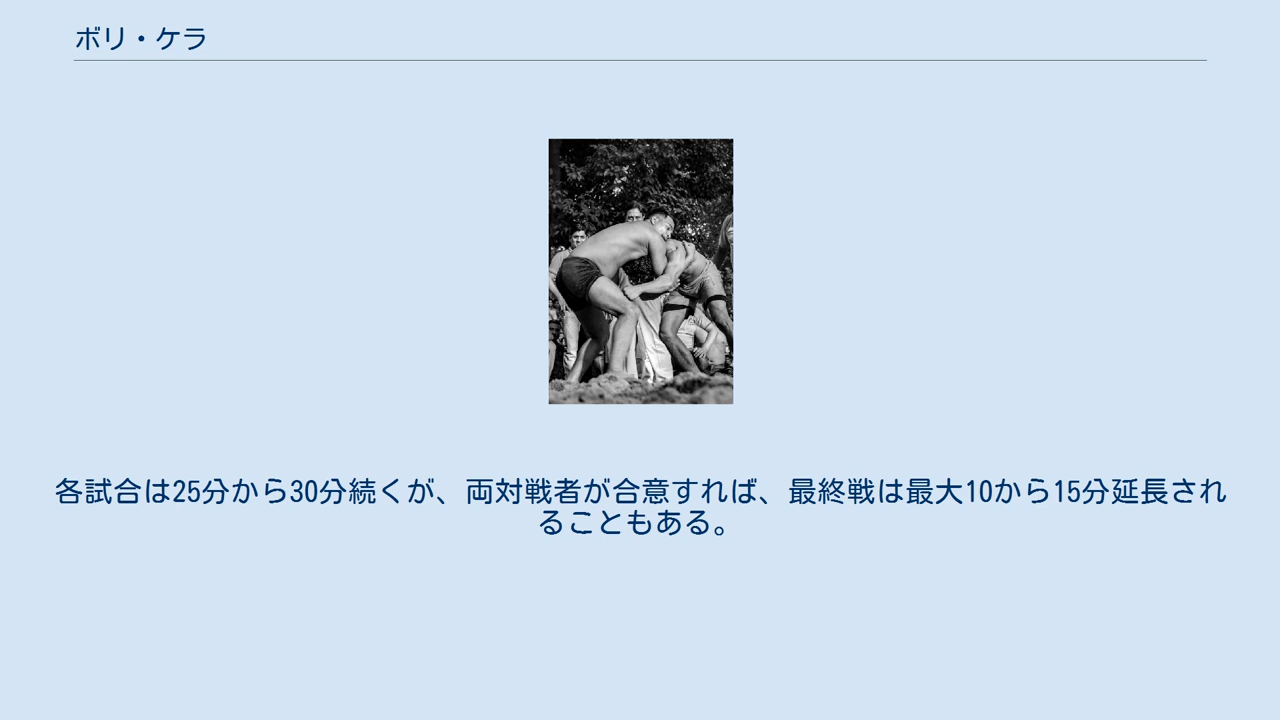 ボリ・ケラ
各試合は25分から30分続くが、両対戦者が合意すれば、最終戦は最大10から15分延長され
ることもある。